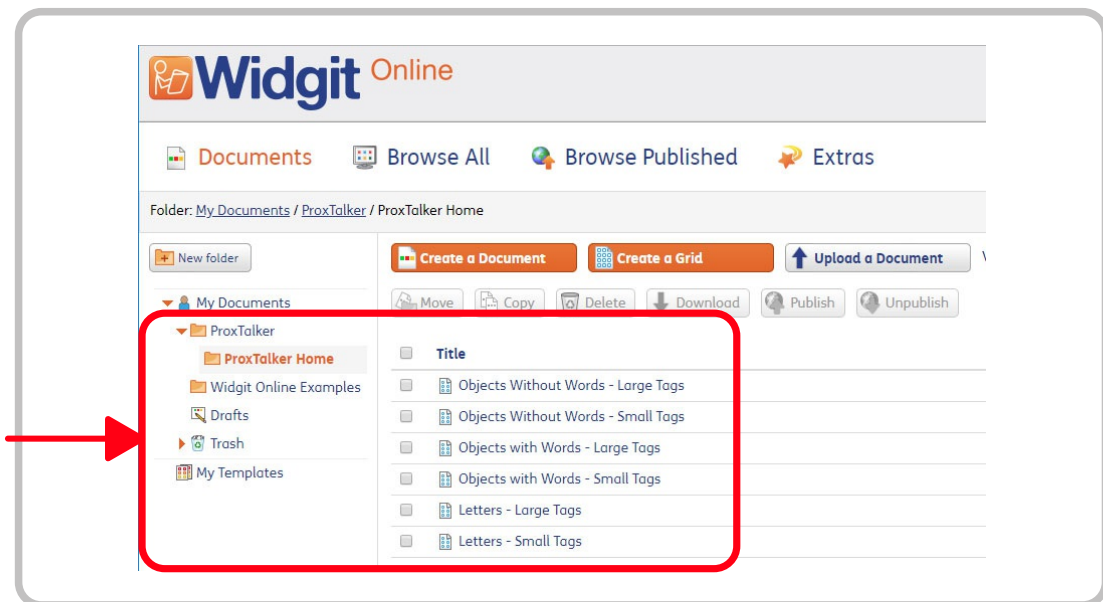 Widgit Online
Documents Browse All Browse Published Extras
Folder: My Documents / ProxTalker / ProxTalker Home
New folder
Create a Document Create a Grid Upload a Document
Move Copy Delete Download Publish Unpublish
My Documents
ProxTalker
ProxTalker Home
Widgit Online Examples
Drafts
Trash
My Templates
Title
Objects Without Words - Large Tags
Objects Without Words - Small Tags
Objects with Words - Large Tags
Objects with Words - Small Tags
Letters - Large Tags
Letters - Small Tags